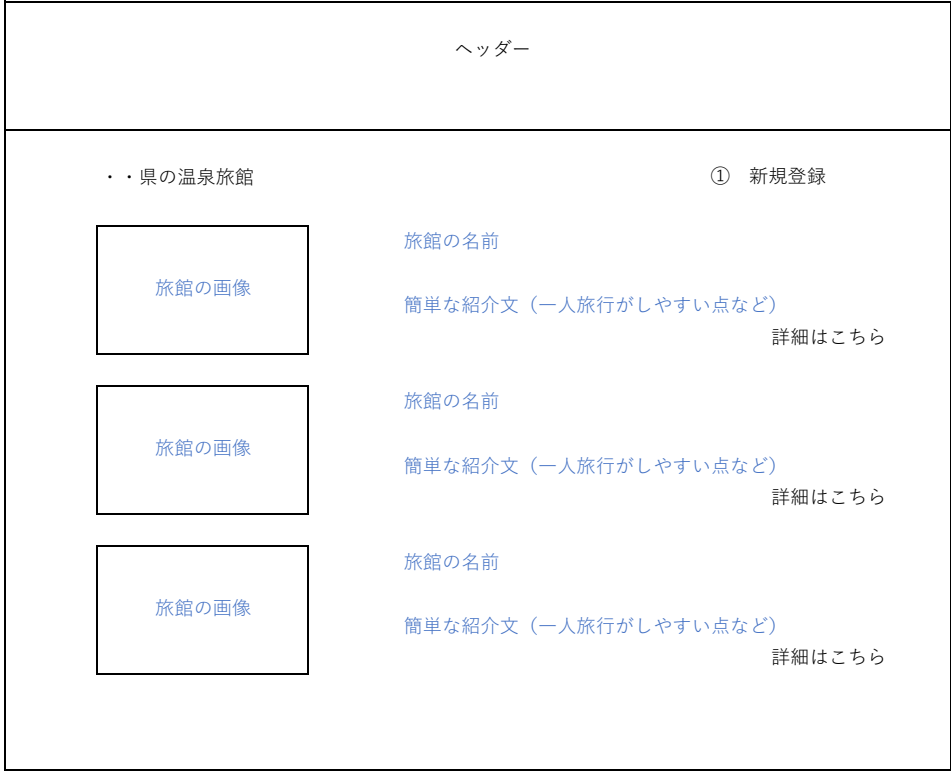 ヘッダー
・・県の温泉旅館
① 新規登録
旅館の画像
旅館の名前
簡単な紹介文（一人旅行がしやすい点など）
詳細はこちら
旅館の画像
旅館の名前
簡単な紹介文（一人旅行がしやすい点など）
詳細はこちら
旅館の画像
旅館の名前
簡単な紹介文（一人旅行がしやすい点など）
詳細はこちら